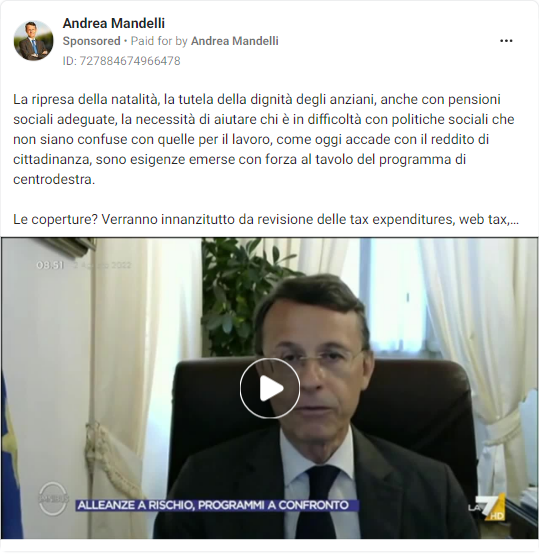 Andrea Mandelli
Sponsored • Paid for by Andrea Mandelli
ID: 727884674966478
La ripresa della natalità, la tutela della dignità degli anziani, anche con pensioni
sociali adeguate, la necessità di aiutare chi è in difficoltà con politiche sociali che
non siano confuse con quelle per il lavoro, come oggi accade con il reddito di
cittadinanza, sono esigenze emerse con forza al tavolo del programma di
centrodestra.
Le coperture? Verranno innanzitutto da revisione delle tax expenditures, web tax,...
ALLEANZE A RISCHIO, PROGRAMMI A CONFRONTO
LA 7 HD